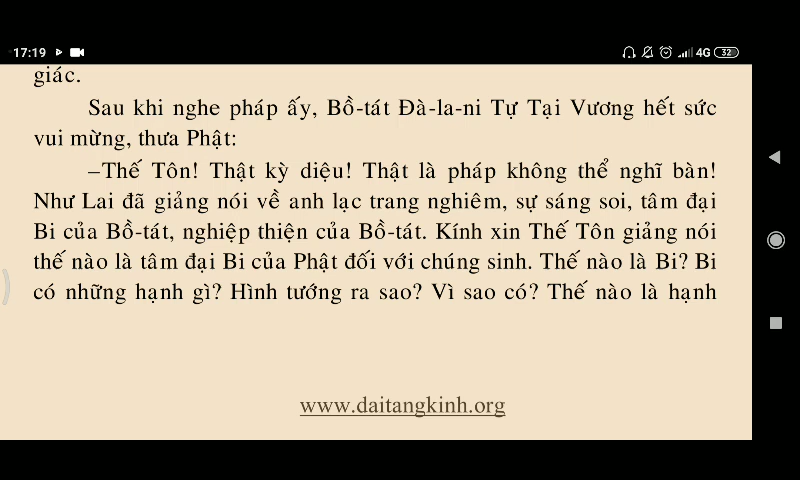 17:19
4G 32
giác.
Sau khi nghe pháp ấy, Bồ-tát Đà-la-ni Tự Tại Vương hết sức
vui mừng, thưa Phật:
–Thế Tôn! Thật kỳ diệu! Thật là pháp không thể nghĩ bàn!
Như Lai đã giảng nói về anh lạc trang nghiêm, sự sáng soi, tâm đại
Bi của Bồ-tát, nghiệp thiện của Bồ-tát. Kính xin Thế Tôn giảng nói
thế nào là tâm đại Bi của Phật đối với chúng sinh. Thế nào là Bi? Bi
có những hạnh gì? Hình tướng ra sao? Vì sao có? Thế nào là hạnh
www.daitangkinh.org